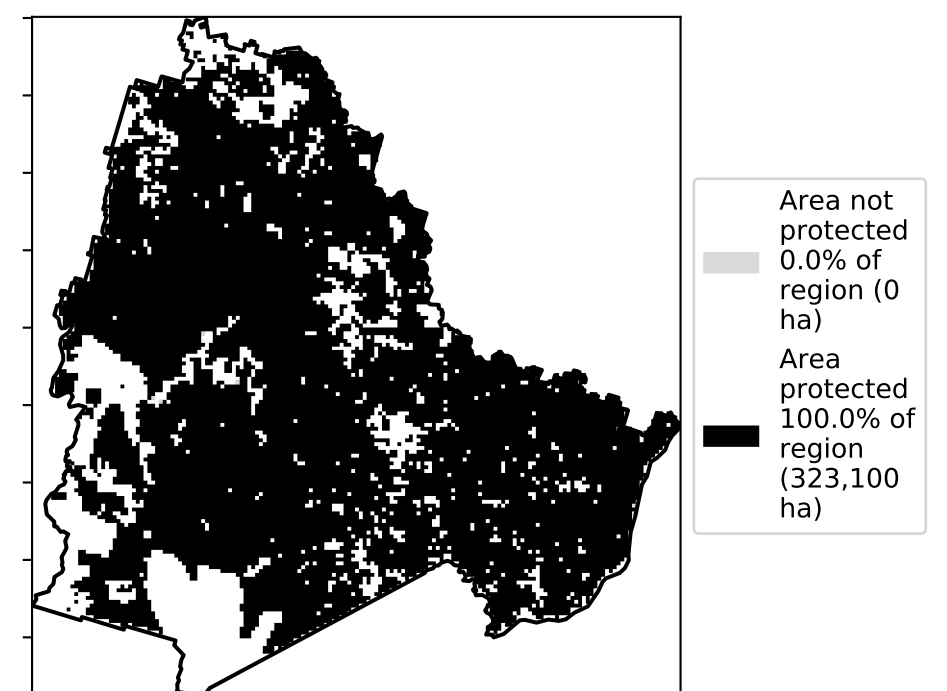 Area not
protected
0.0% of
region (0
ha)
Area
protected
100.0% of
region
(323,100
ha)